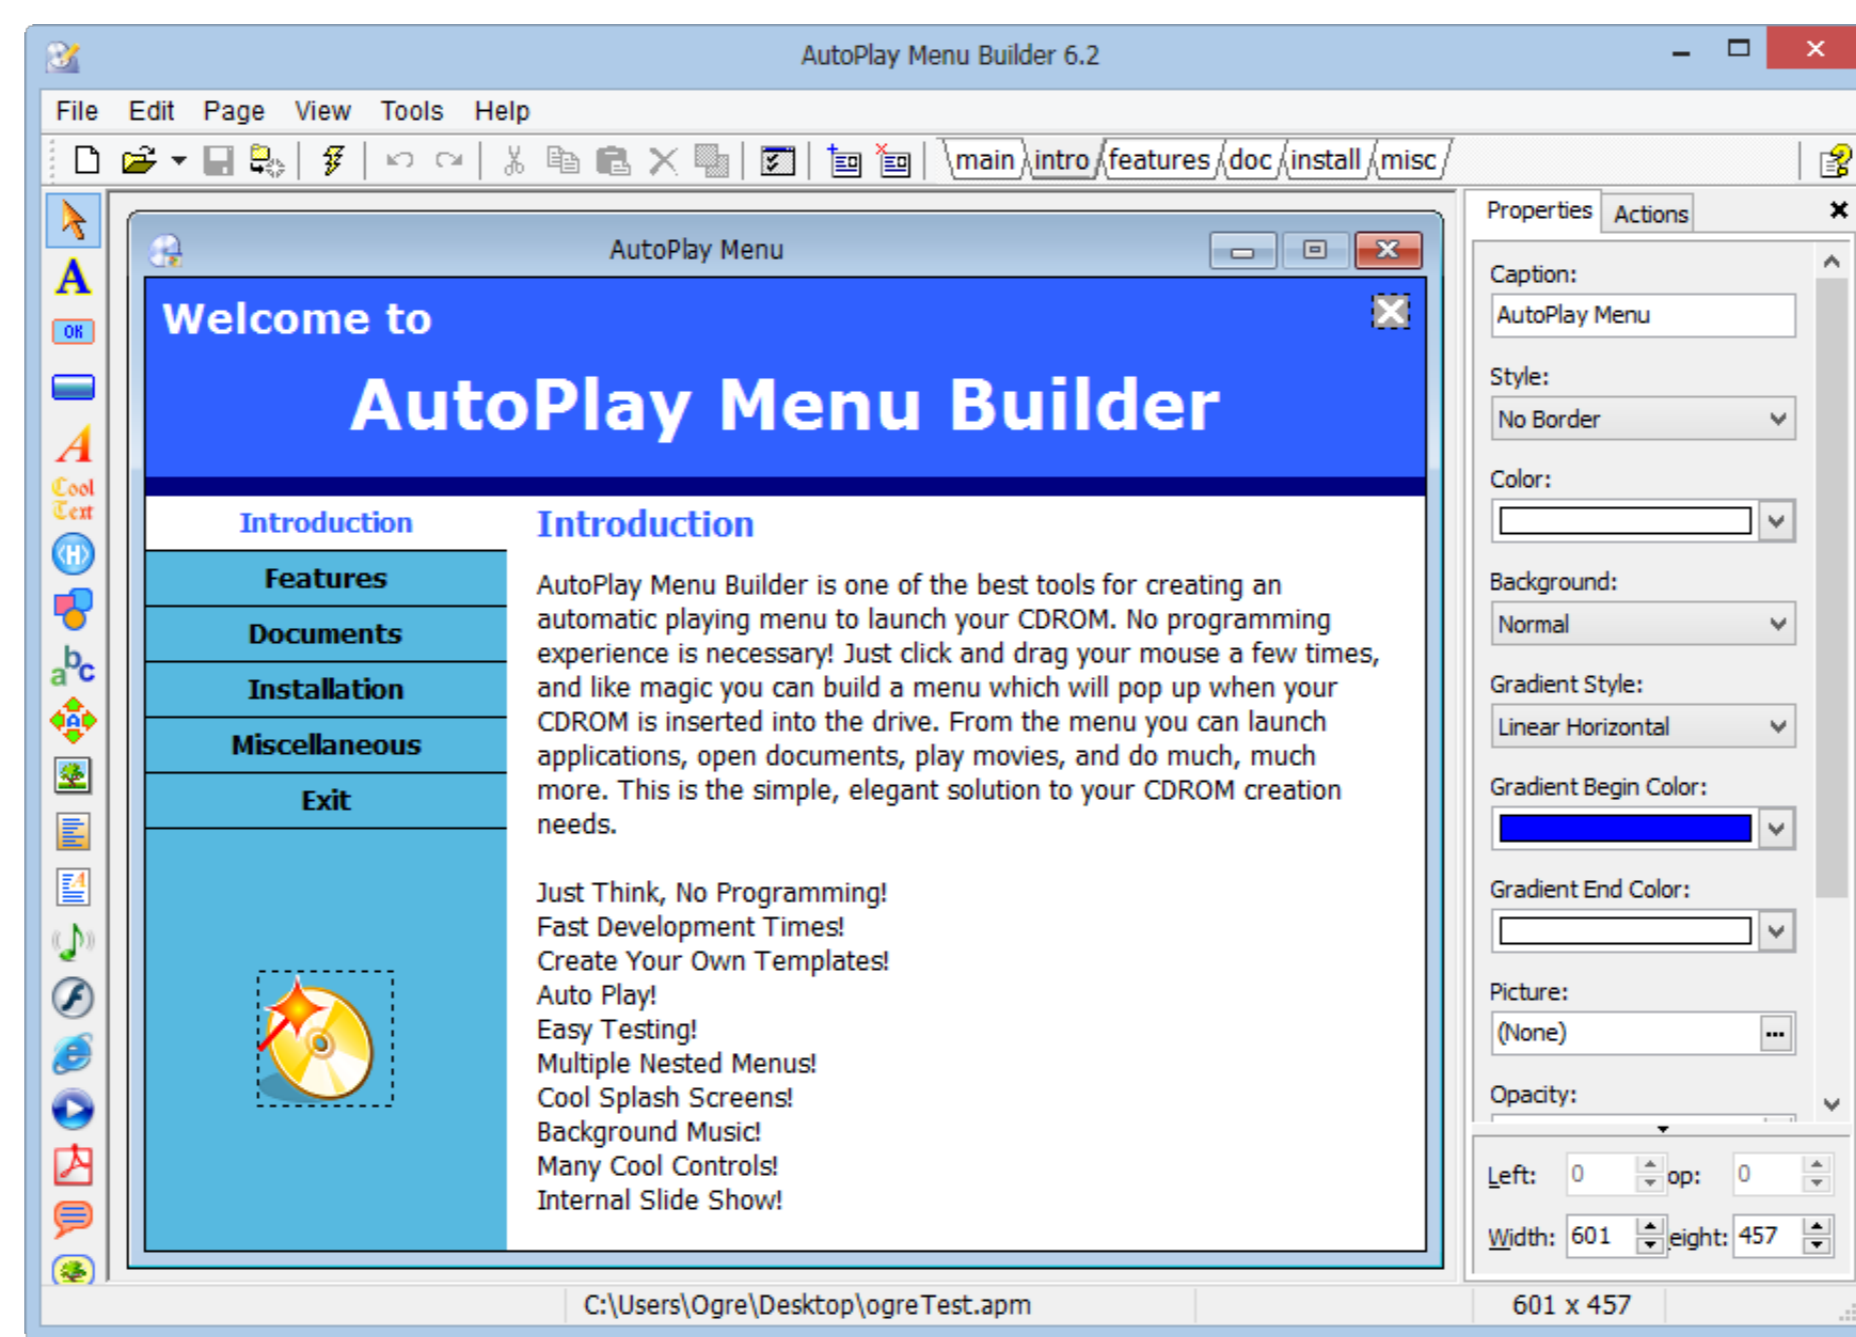 AutoPlay Menu Builder 6.2
File Edit Page View Tools Help
main intro features doc install misc
A
OK
A
Cool
Text
<H>
abc
A
A
AutoPlay Menu
Welcome to
AutoPlay Menu Builder
Introduction
Features
Documents
Installation
Miscellaneous
Exit
Introduction
AutoPlay Menu Builder is one of the best tools for creating an
automatic playing menu to launch your CDROM. No programming
experience is necessary! Just click and drag your mouse a few times,
and like magic you can build a menu which will pop up when your
CDROM is inserted into the drive. From the menu you can launch
applications, open documents, play movies, and do much, much
more. This is the simple, elegant solution to your CDROM creation
needs.
Just Think, No Programming!
Fast Development Times!
Create Your Own Templates!
Auto Play!
Easy Testing!
Multiple Nested Menus!
Cool Splash Screens!
Background Music!
Many Cool Controls!
Internal Slide Show!
Properties Actions
Caption:
AutoPlay Menu
Style:
No Border
Color:
Background:
Normal
Gradient Style:
Linear Horizontal
Gradient Begin Color:
Gradient End Color:
Picture:
(None) ...
Opacity:
Left: 0 op: 0
Width: 601 eight: 457
C:\Users\Ogre\Desktop\ogreTest.apm
601 x 457